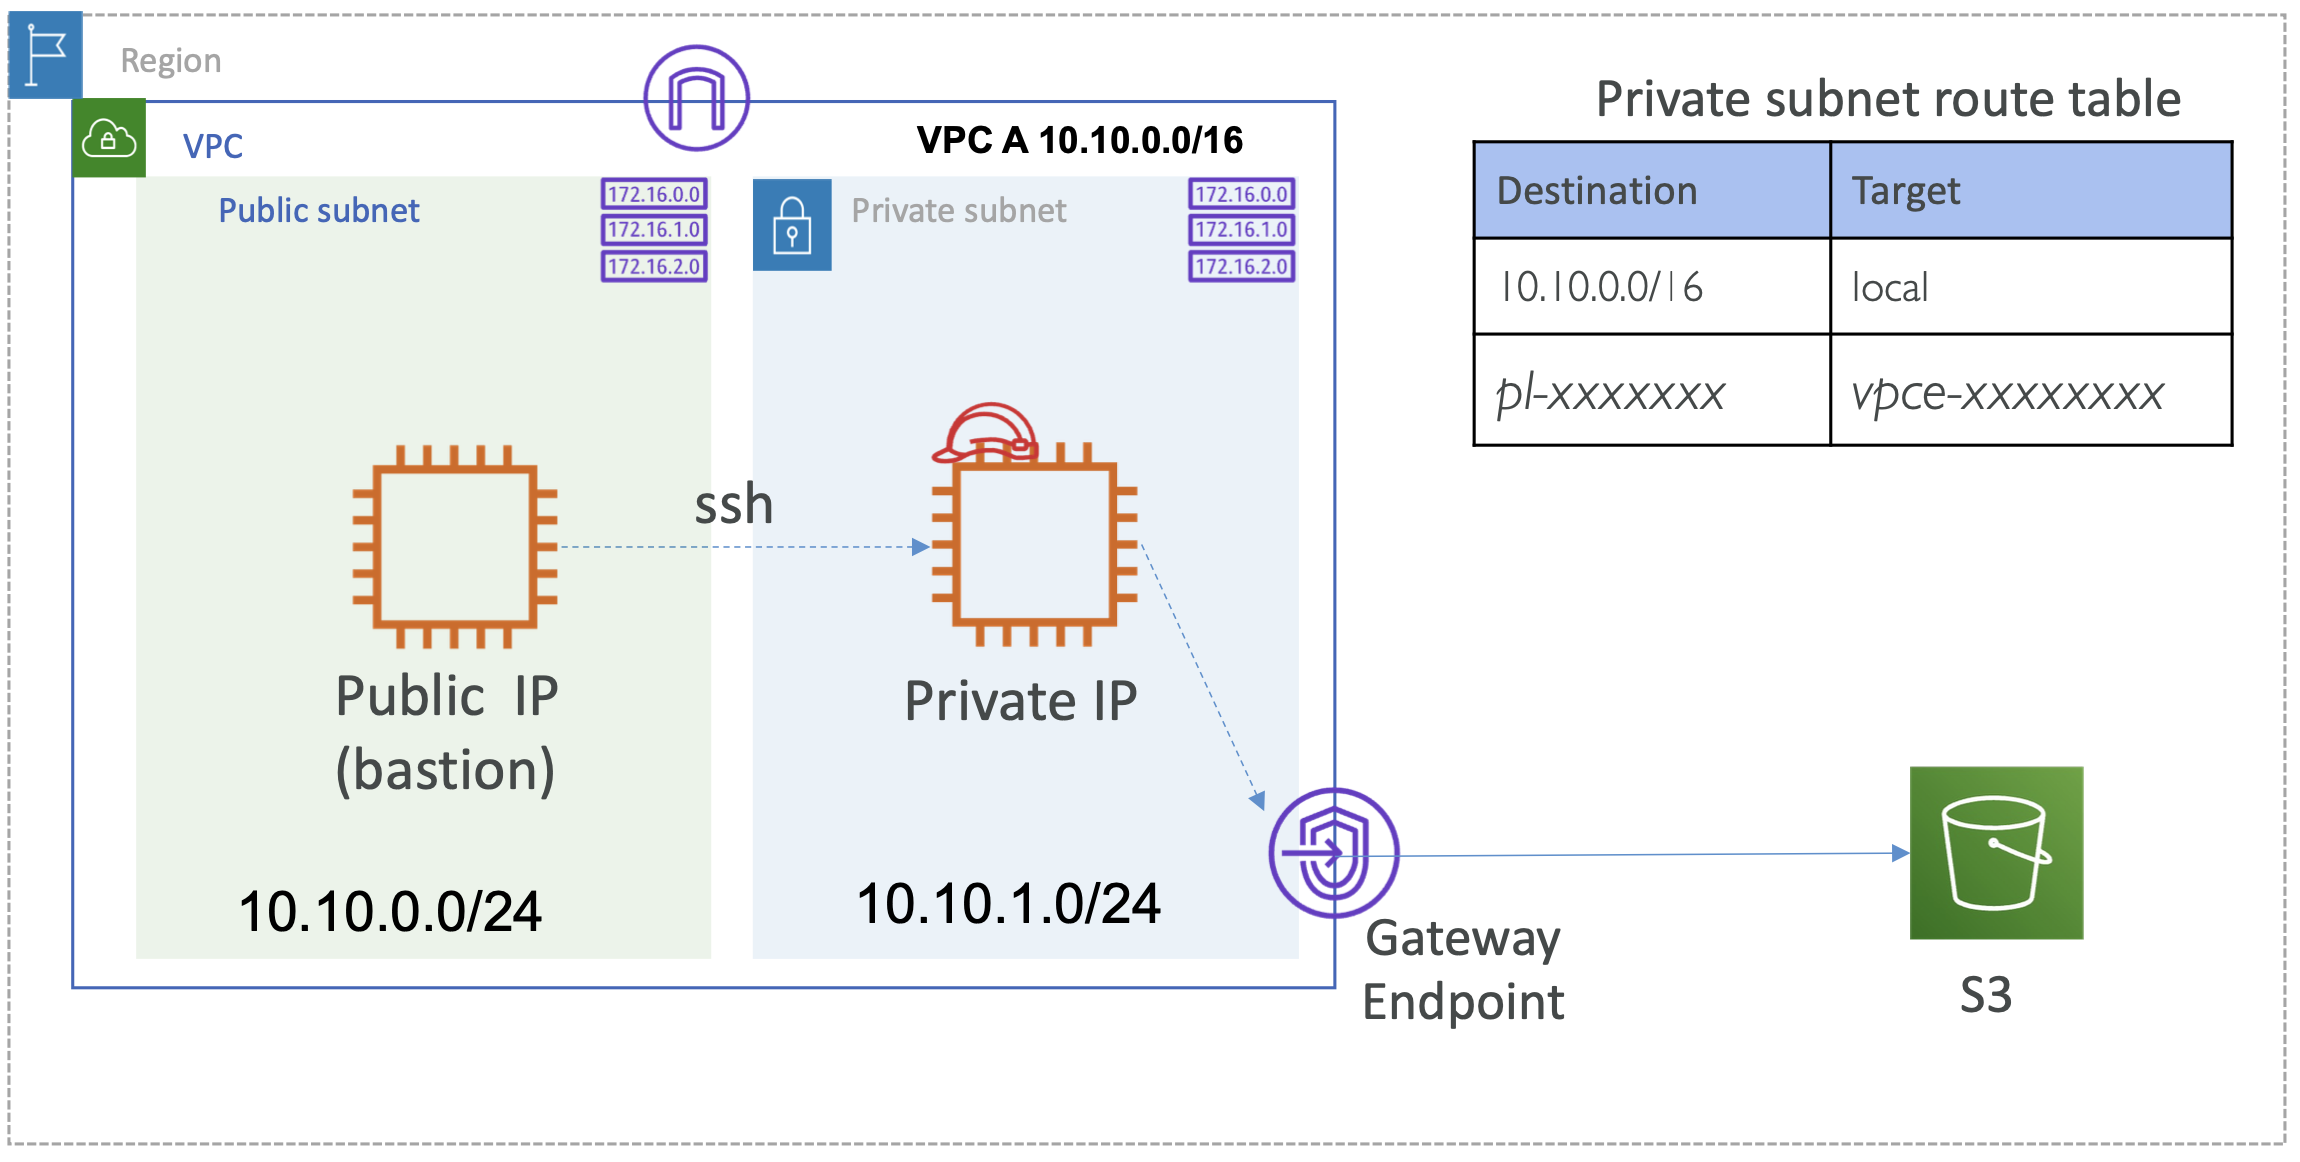 Region
VPC
VPC A 10.10.0.0/16
Public subnet
172.16.0.0
172.16.1.0
172.16.2.0
Private subnet
172.16.0.0
172.16.1.0
172.16.2.0
ssh
Public IP
(bastion)
Private IP
10.10.0.0/24
10.10.1.0/24
Gateway
Endpoint
S3
Private subnet route table
Destination Target
10.10.0.0/16 local
pl-xxxxxxx vpce-xxxxxxxx